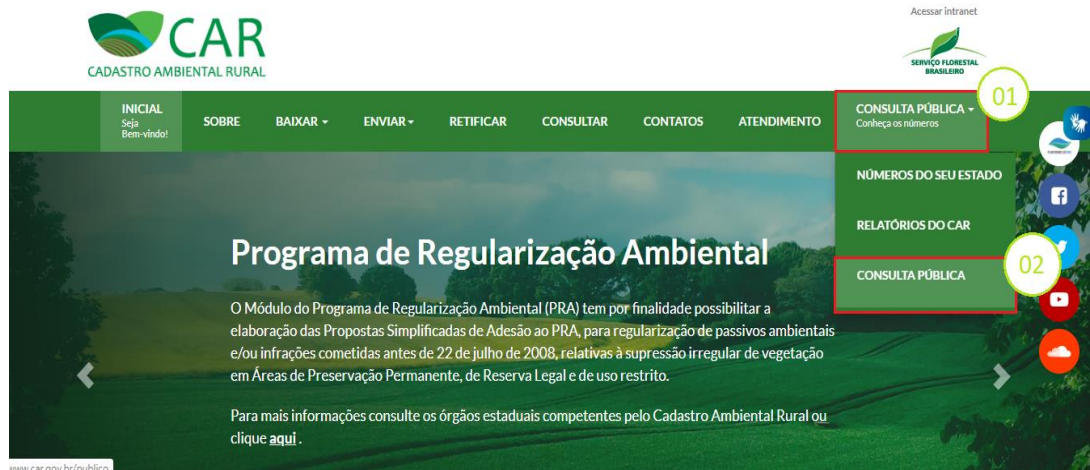 Acessar intranet
CAR
CADASTRO AMBIENTAL RURAL
SERVIÇO FLORESTAL
BRASILEIRO
INICIAL
Seja
Bem-vindo!
SOBRE
BAIXAR
ENVIAR
RETIFICAR
CONSULTAR
CONTATOS
ATENDIMENTO
CONSULTA PÚBLICA
Conheça os números
01
NÚMEROS DO SEU ESTADO
RELATÓRIOS DO CAR
CONSULTA PÚBLICA
02
Programa de Regularização Ambiental
O Módulo do Programa de Regularização Ambiental (PRA) tem por finalidade possibilitar a
elaboração das Propostas Simplificadas de Adesão ao PRA, para regularização de passivos ambientais
e/ou infrações cometidas antes de 22 de julho de 2008, relativas à supressão irregular de vegetação
em Áreas de Preservação Permanente, de Reserva Legal e de uso restrito.
Para mais informações consulte os órgãos estaduais competentes pelo Cadastro Ambiental Rural ou
clique aqui .
www.car.gov.br/publico